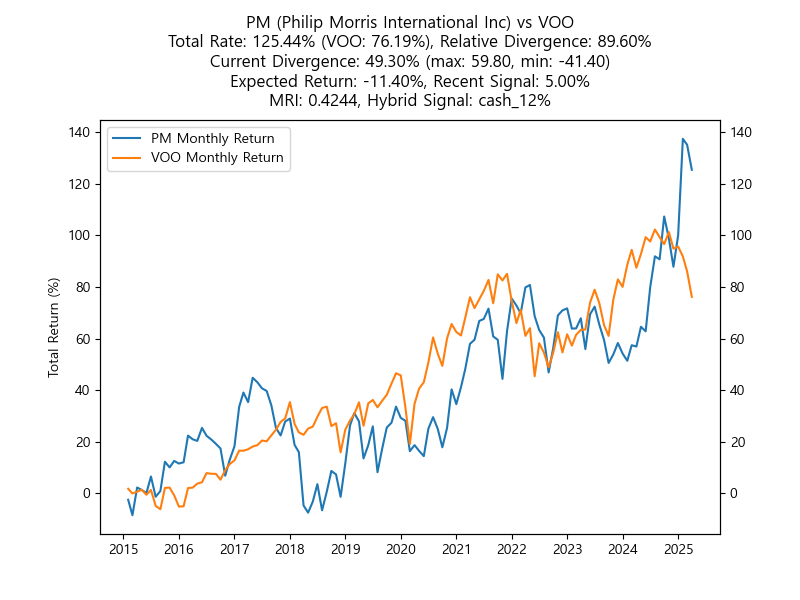 PM (Philip Morris International Inc) vs VOO
Total Rate: 125.44% (VOO: 76.19%), Relative Divergence: 89.60%
Current Divergence: 49.30% (max: 59.80, min: -41.40)
Expected Return: -11.40%, Recent Signal: 5.00%
MRI: 0.4244, Hybrid Signal: cash_12%
PM Monthly Return
VOO Monthly Return
Total Return (%)
140
120
100
80
60
40
20
0
140
120
100
80
60
40
20
0
2015 2016 2017 2018 2019 2020 2021 2022 2023 2024 2025